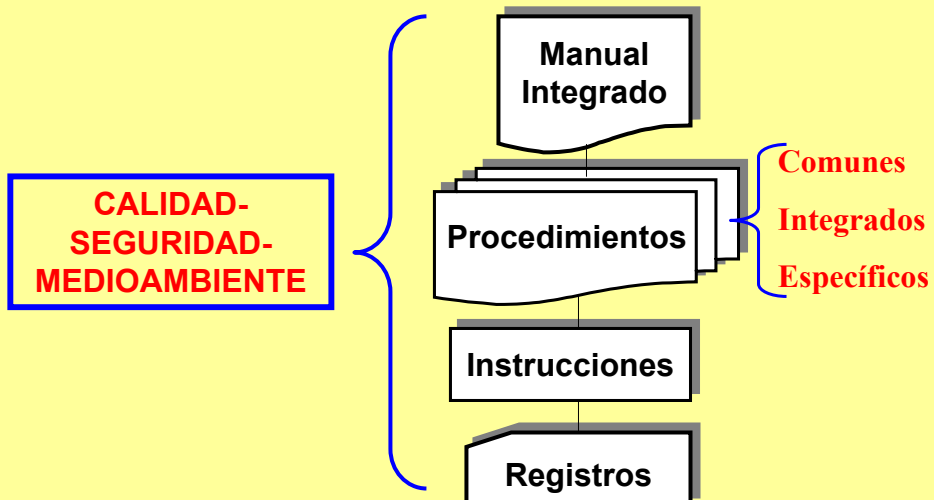 CALIDAD-
SEGURIDAD-
MEDIOAMBIENTE
Manual
Integrado
Procedimientos
Comunes
Integrados
Específicos
Instrucciones
Registros